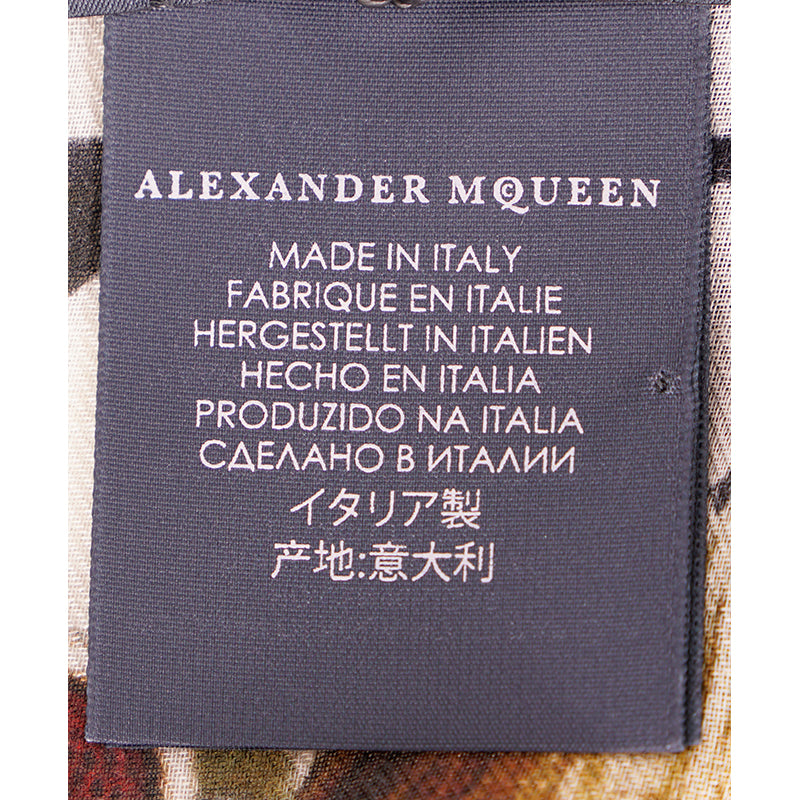 ALEXANDER McQUEEN
MADE IN ITALY
FABRIQUE EN ITALIE
HERGESTELLT IN ITALIEN
HECHO EN ITALIA
PRODUZIDO NA ITALIA
СДЕЛАНО В ИТАЛИИ
イタリア製
产地:意大利